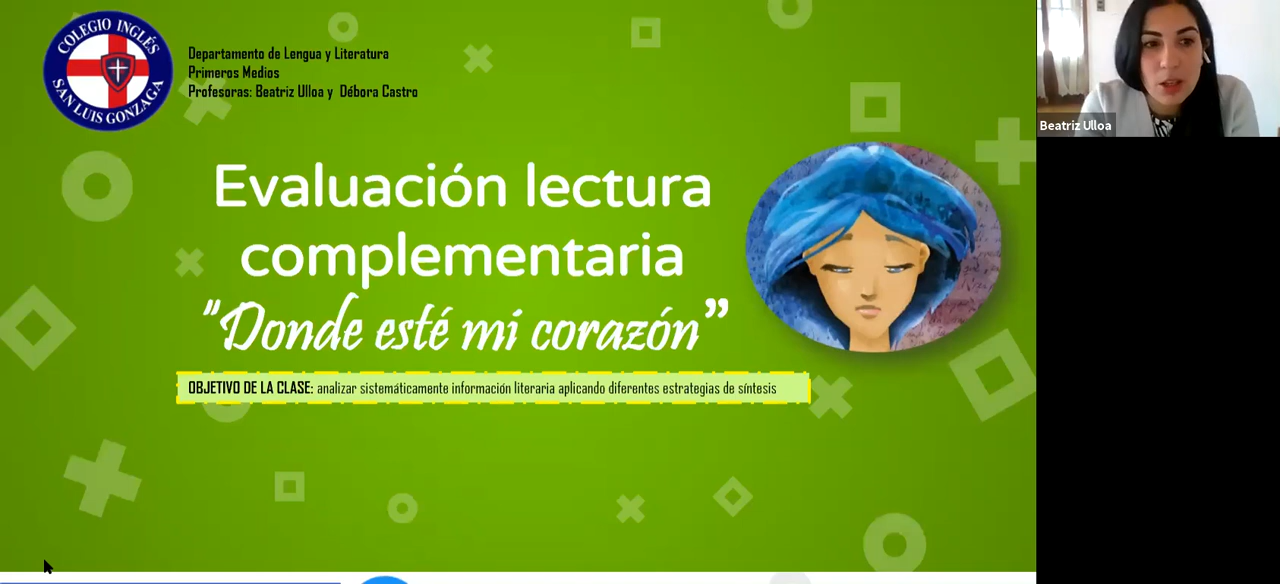 COLEGIO INGLÉS
SAN LUIS GONZAGA
Departamento de Lengua y Literatura
Primeros Medios
Profesoras: Beatriz Ulloa y Débora Castro
Evaluación lectura
complementaria
“Donde esté mi corazón”
OBJETIVO DE LA CLASE: analizar sistemáticamente información literaria aplicando diferentes estrategias de síntesis
Beatriz Ulloa